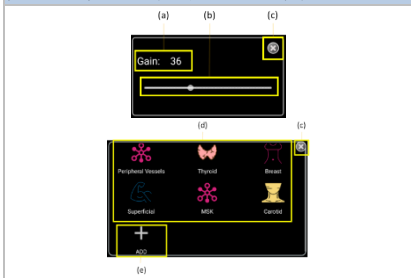 (a) (b) (c)
Gain: 36
(d) (c)
Peripheral Vessels Thyroid Breast
Superficial MSK Carotid
ADD
(e)